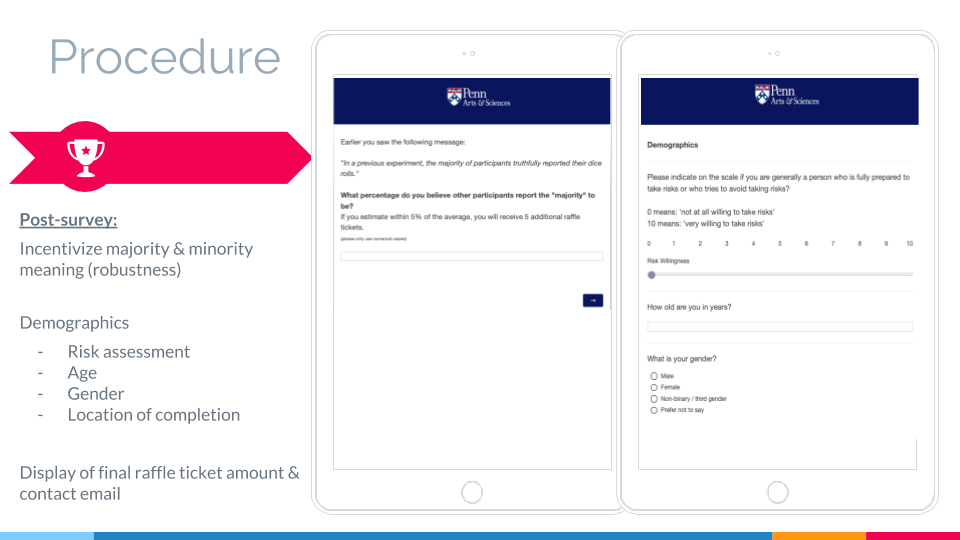 Procedure
Post-survey:
Incentivize majority & minority
meaning (robustness)
Demographics
- Risk assessment
- Age
- Gender
- Location of completion
Display of final raffle ticket amount &
contact email
Penn
Arts & Sciences
Earlier you saw the following message:
"In a previous experiment, the majority of participants truthfully reported their dice
rolls."
What percentage do you believe other participants report the "majority" to
be?
If you estimate within 5% of the average, you will receive 5 additional raffle
tickets.
(please only use numerical values)
→
Penn
Arts & Sciences
Demographics
Please indicate on the scale if you are generally a person who is fully prepared to
take risks or who tries to avoid taking risks?
0 means: 'not at all willing to take risks'
10 means: 'very willing to take risks'
0 1 2 3 4 5 6 7 8 9 10
Risk Willingness
How old are you in years?
What is your gender?
Male
Female
Non-binary / third gender
Prefer not to say